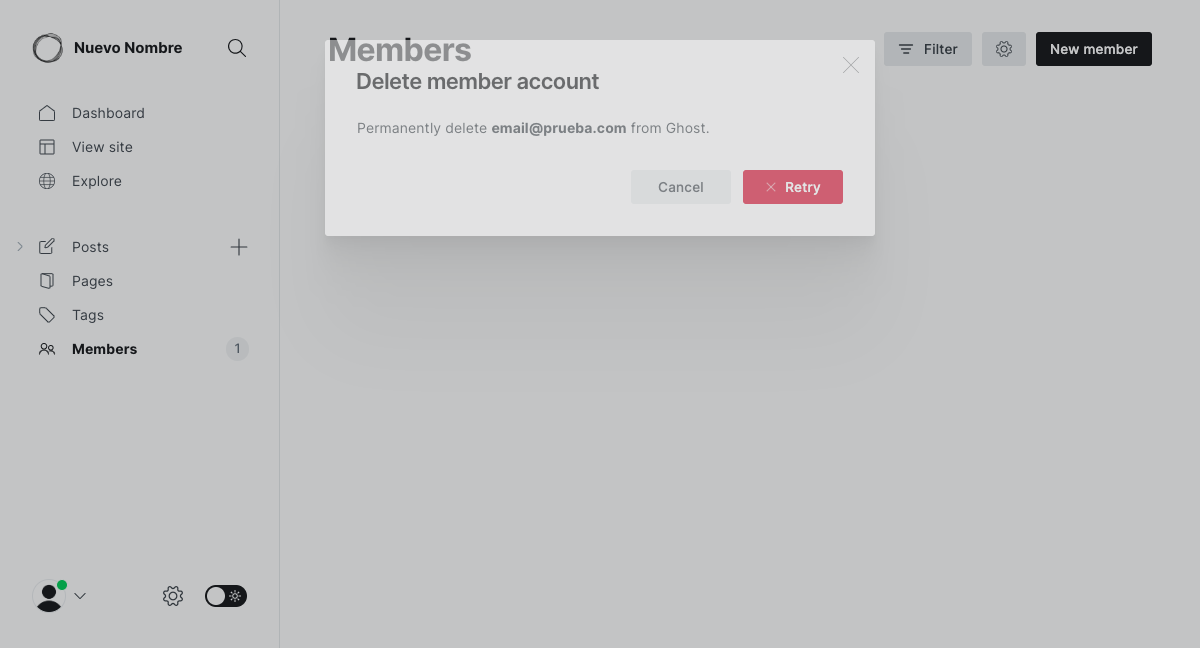 Nuevo Nombre
Dashboard
View site
Explore
Posts
Pages
Tags
Members
1
Members
Filter
New member
Delete member account
Permanently delete email@prueba.com from Ghost.
Cancel
Retry